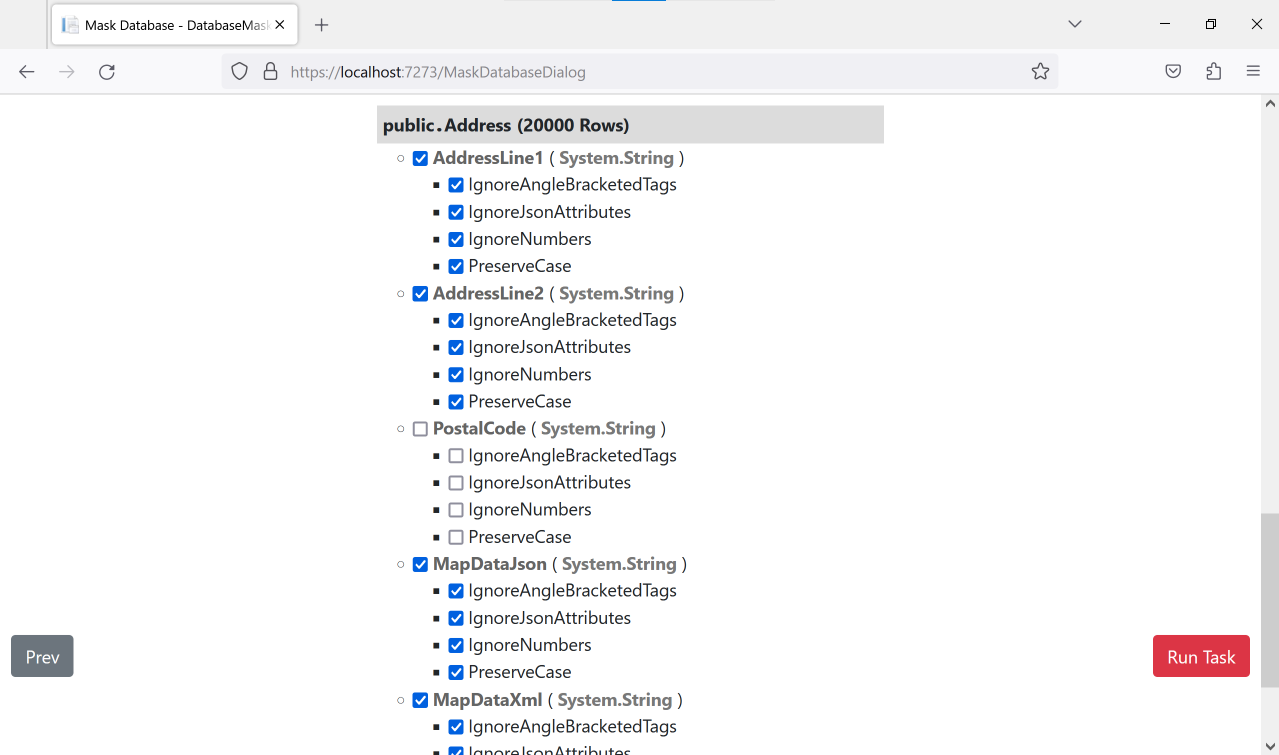 Mask Database - DatabaseMas
https://localhost:7273/MaskDatabaseDialog
public.Address (20000 Rows)
AddressLine1 ( System.String )
IgnoreAngleBracketedTags
IgnoreJsonAttributes
IgnoreNumbers
PreserveCase
AddressLine2 ( System.String )
IgnoreAngleBracketedTags
IgnoreJsonAttributes
IgnoreNumbers
PreserveCase
PostalCode ( System.String )
IgnoreAngleBracketedTags
IgnoreJsonAttributes
IgnoreNumbers
PreserveCase
MapDataJson ( System.String )
IgnoreAngleBracketedTags
IgnoreJsonAttributes
IgnoreNumbers
Prev
Run Task
PreserveCase
MapDataXml ( System.String )
IgnoreAngleBracketedTags
IgnoreJsonAttributes